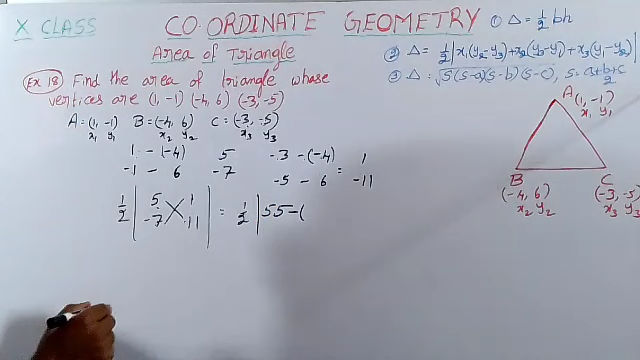 X CLASS
CO.ORDINATE GEOMETRY
Area of Triangle
① Δ = 1/2 bh
② Δ = 1/2 |x₁(y₂-y₃)+x₂(y₃-y₁)+x₃(y₁-y₂)|
③ Δ = √S(S-a)(S-b)(S-c), S = a+b+c/2
Ex 18) Find the area of triangle whose
vertices are (1, -1) (-4, 6) (-3, -5)
A = (1, -1) B = (-4, 6) C = (-3, -5)
x₁ y₁ x₂ y₂ x₃ y₃
1 - (-4) 5 -3 -(-4) = 1
-1 - 6 -7 -5 - 6 -11
1/2 | 5 1 | = 1/2 |55-(
-7 -11
A (1, -1)
x₁ y₁
B C
(-4, 6) (-3, -5)
x₂ y₂ x₃ y₃